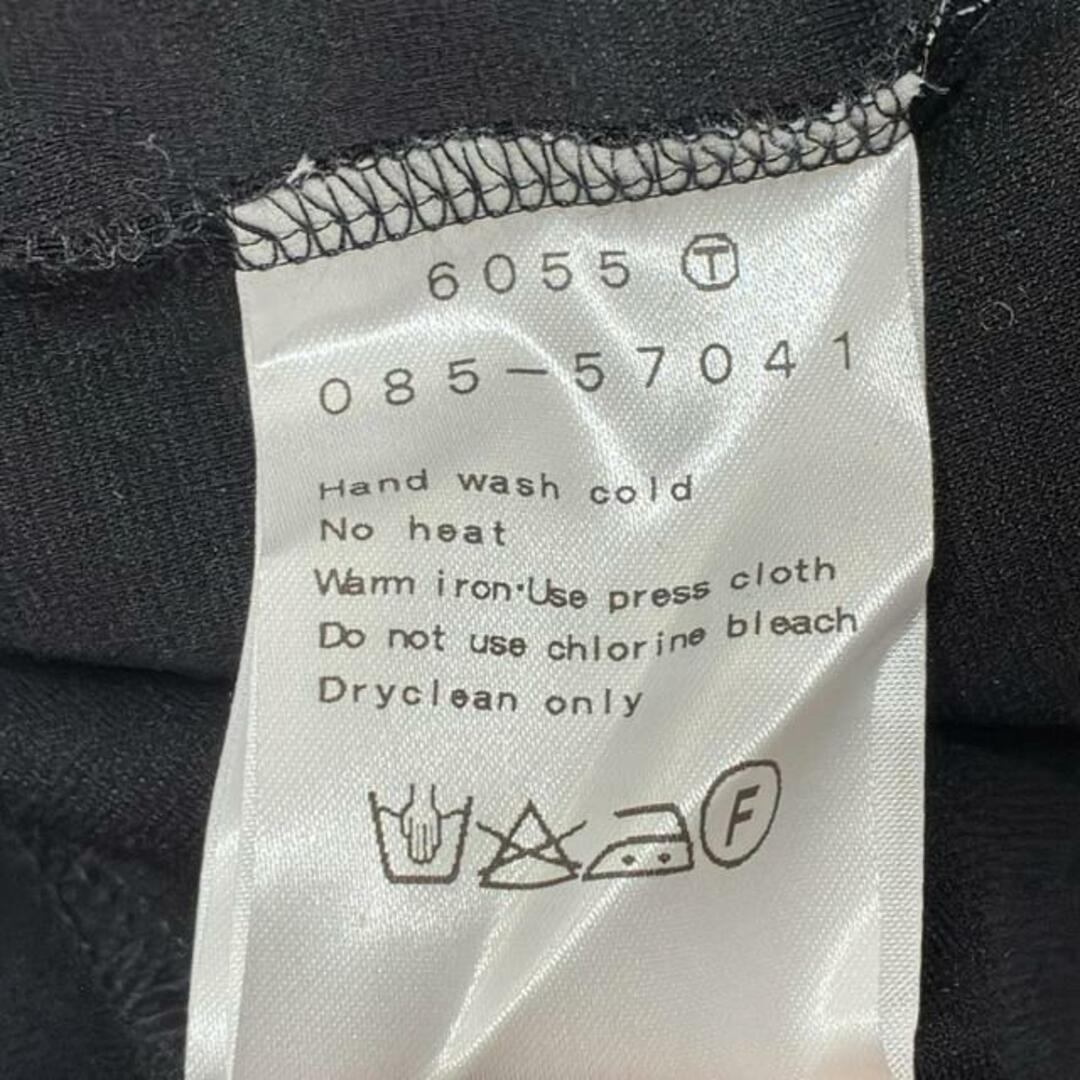 6055 Ⓣ
085-57041
Hand wash cold
No heat
Warm iron·Use press cloth
Do not use chlorine bleach
Dryclean only
F